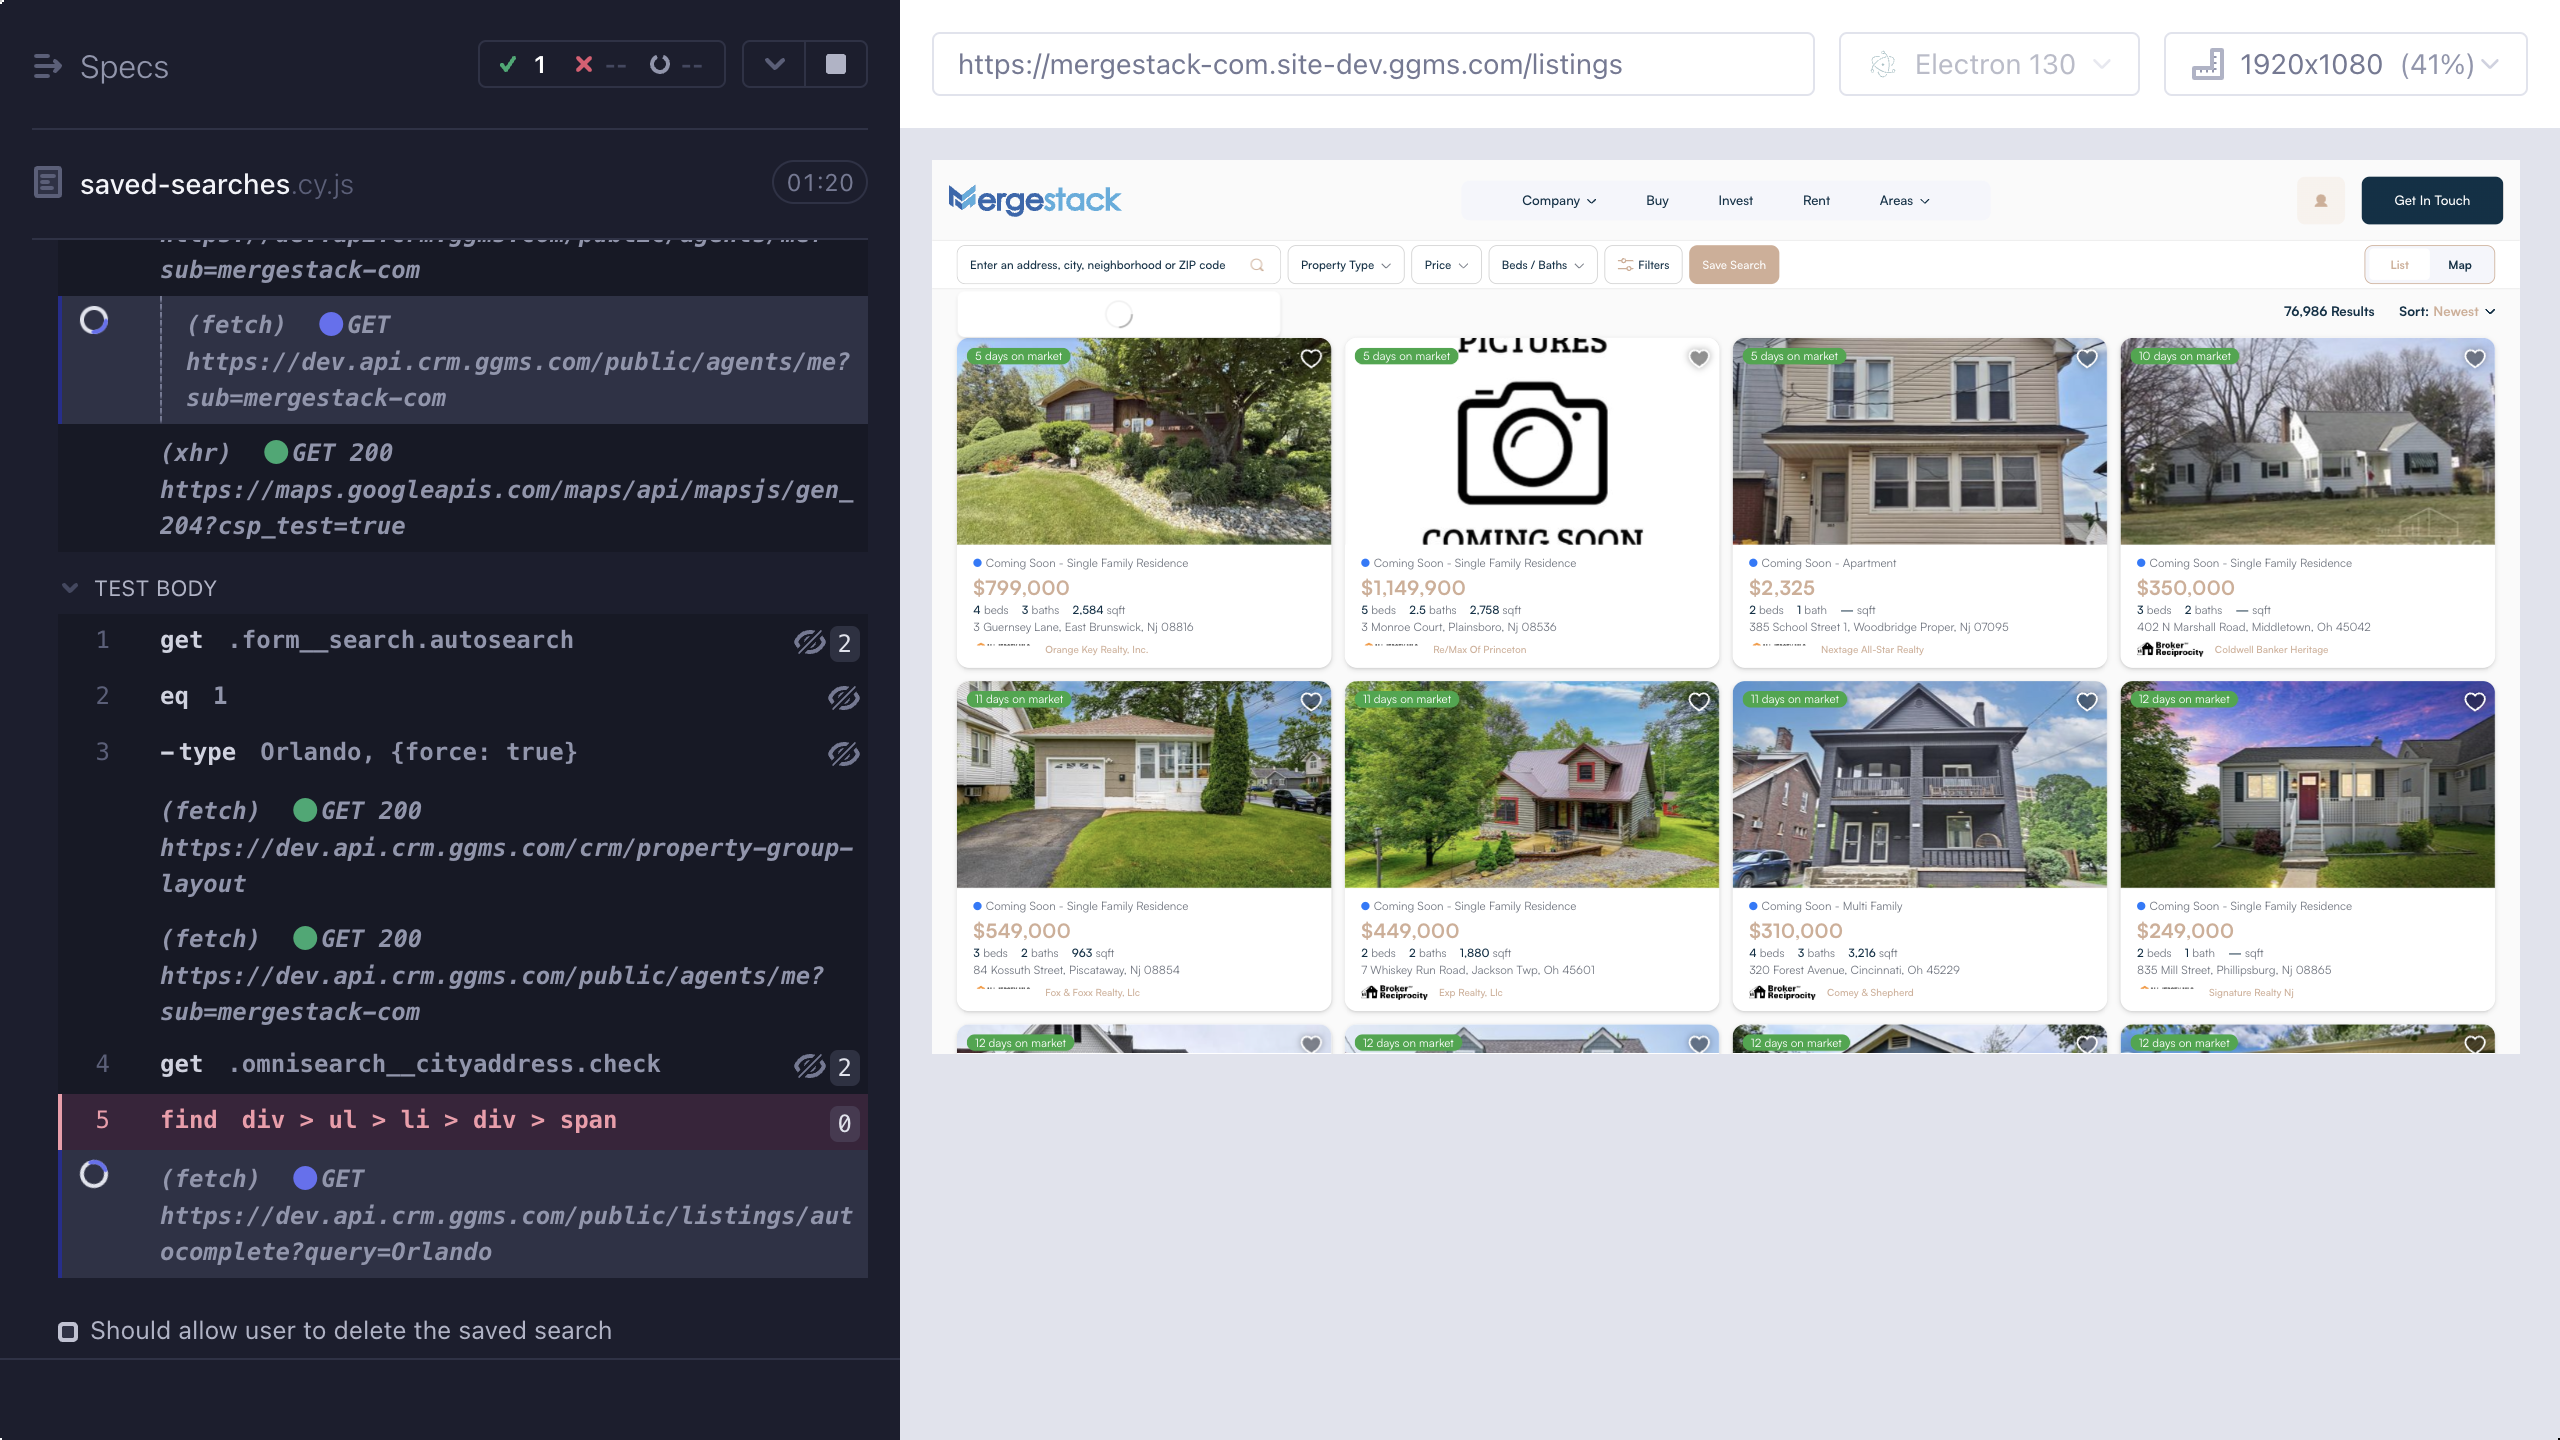 Specs
1
--
--
saved-searches.cy.js
01:20
sub=mergestack-com
(fetch) GET
https://dev.api.crm.ggms.com/public/agents/me?
sub=mergestack-com
(xhr) GET 200
https://maps.googleapis.com/maps/api/mapsjs/gen_
204?csp_test=true
TEST BODY
1 get .form__search.autosearch 2
2 eq 1
3 -type Orlando, {force: true}
(fetch) GET 200
https://dev.api.crm.ggms.com/crm/property-group-
layout
(fetch) GET 200
https://dev.api.crm.ggms.com/public/agents/me?
sub=mergestack-com
4 get .omnisearch__cityaddress.check 2
5 find div > ul > li > div > span 0
(fetch) GET
https://dev.api.crm.ggms.com/public/listings/aut
ocomplete?query=Orlando
Should allow user to delete the saved search
https://mergestack-com.site-dev.ggms.com/listings
Electron 130
1920x1080 (41%)
Mergestack
Company Buy Invest Rent Areas
Get In Touch
Enter an address, city, neighborhood or ZIP code
Property Type
Price
Beds / Baths
Filters
Save Search
List Map
76,986 Results Sort: Newest
5 days on market
PICTURES
COMING SOON
5 days on market
5 days on market
10 days on market
Coming Soon - Single Family Residence
$799,000
4 beds 3 baths 2,584 sqft
3 Guernsey Lane, East Brunswick, Nj 08816
Orange Key Realty, Inc.
Coming Soon - Single Family Residence
$1,149,900
5 beds 2.5 baths 2,758 sqft
3 Monroe Court, Plainsboro, Nj 08536
Re/Max Of Princeton
Coming Soon - Apartment
$2,325
2 beds 1 bath — sqft
385 School Street 1, Woodbridge Proper, Nj 07095
Nextage All-Star Realty
Coming Soon - Single Family Residence
$350,000
3 beds 2 baths — sqft
402 N Marshall Road, Middletown, Oh 45042
Broker Reciprocity
Coldwell Banker Heritage
11 days on market
11 days on market
11 days on market
12 days on market
Coming Soon - Single Family Residence
$549,000
3 beds 2 baths 963 sqft
84 Kossuth Street, Piscataway, Nj 08854
Fox & Foxx Realty, Llc
Coming Soon - Single Family Residence
$449,000
2 beds 2 baths 1,880 sqft
7 Whiskey Run Road, Jackson Twp, Oh 45601
Broker Reciprocity
Exp Realty, Llc
Coming Soon - Multi Family
$310,000
4 beds 3 baths 3,216 sqft
320 Forest Avenue, Cincinnati, Oh 45229
Broker Reciprocity
Comey & Shepherd
Coming Soon - Single Family Residence
$249,000
2 beds 1 bath — sqft
835 Mill Street, Phillipsburg, Nj 08865
Signature Realty Nj
12 days on market
12 days on market
12 days on market
12 days on market